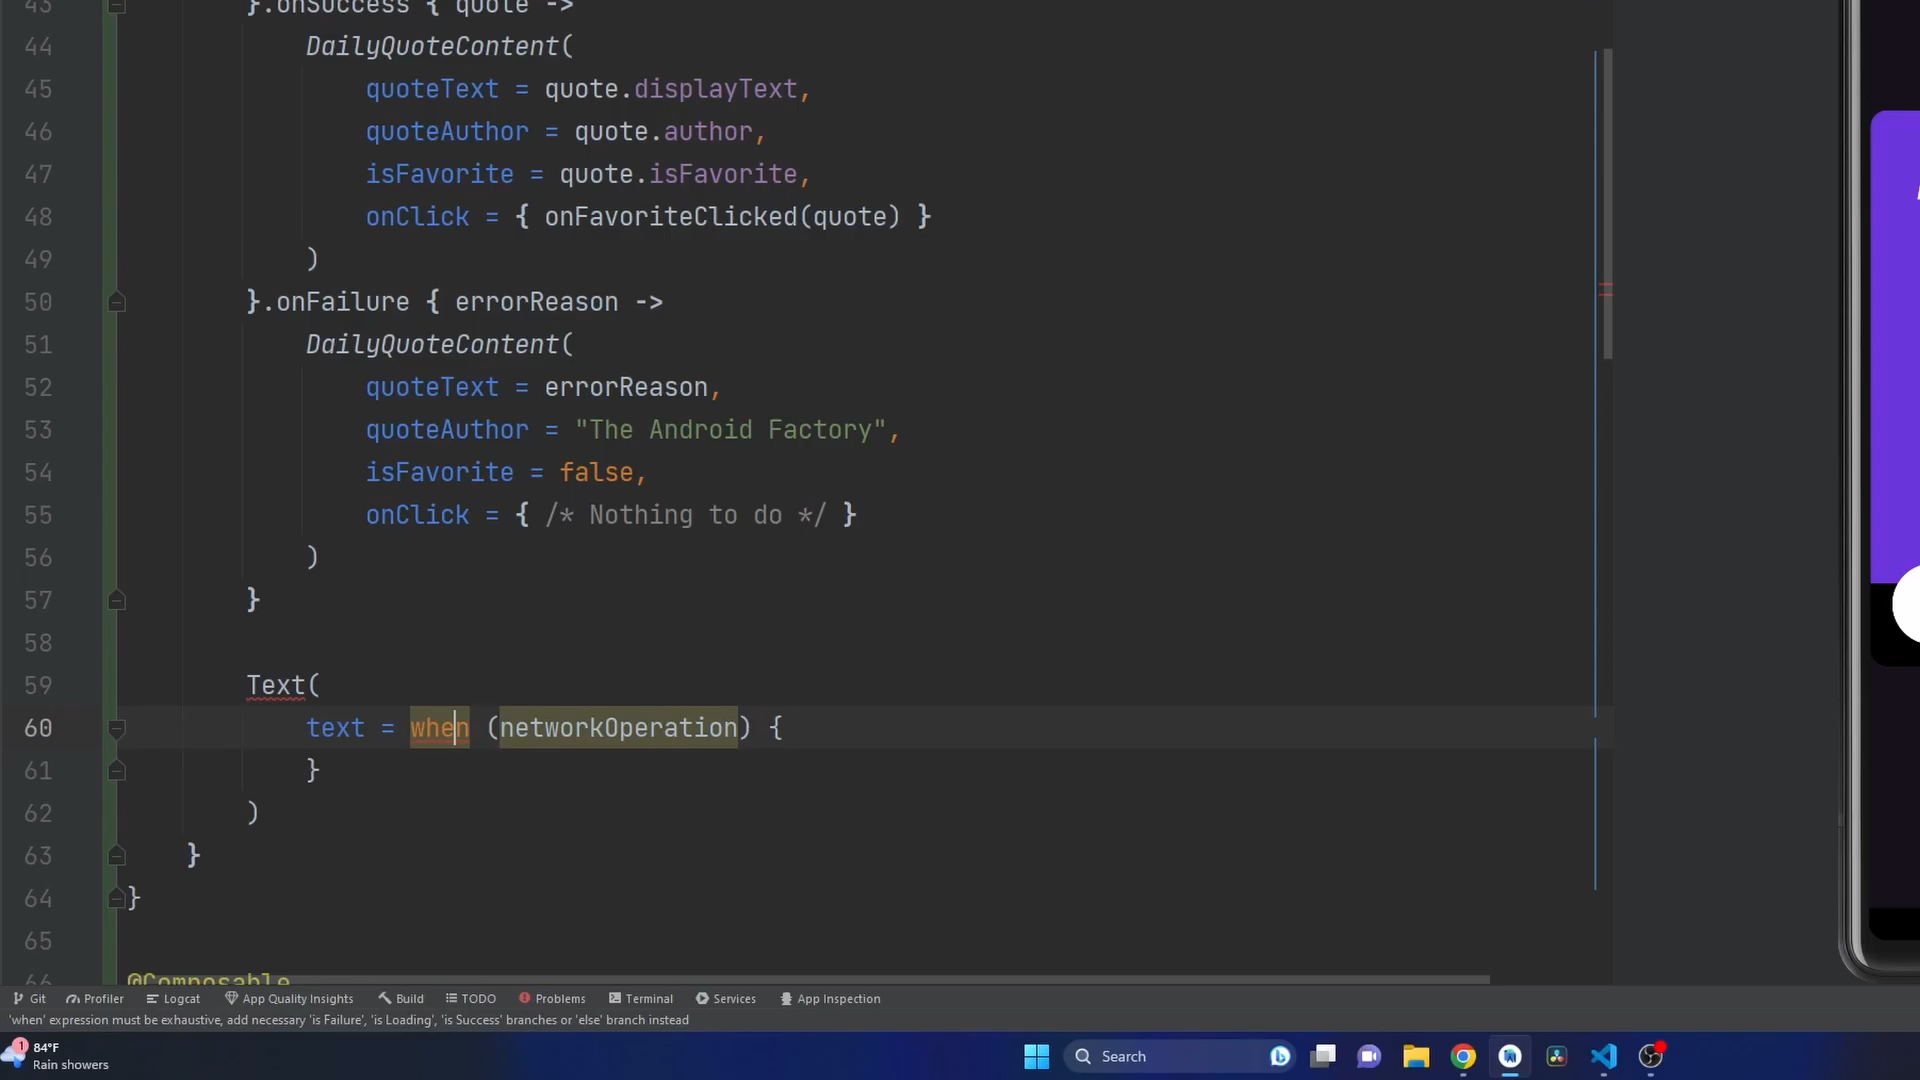 43 }.onSuccess { quote ->
44 DailyQuoteContent(
45 quoteText = quote.displayText,
46 quoteAuthor = quote.author,
47 isFavorite = quote.isFavorite,
48 onClick = { onFavoriteClicked(quote) }
49 )
50 }.onFailure { errorReason ->
51 DailyQuoteContent(
52 quoteText = errorReason,
53 quoteAuthor = "The Android Factory",
54 isFavorite = false,
55 onClick = { /* Nothing to do */ }
56 )
57 }
58
59 Text(
60 text = when (networkOperation) {
61 }
62 )
63 }
64 }
65
66 @Composable
Git Profiler Logcat App Quality Insights Build TODO Problems Terminal Services App Inspection
'when' expression must be exhaustive, add necessary 'is Failure', 'is Loading', 'is Success' branches or 'else' branch instead
1 84°F
Rain showers
Search